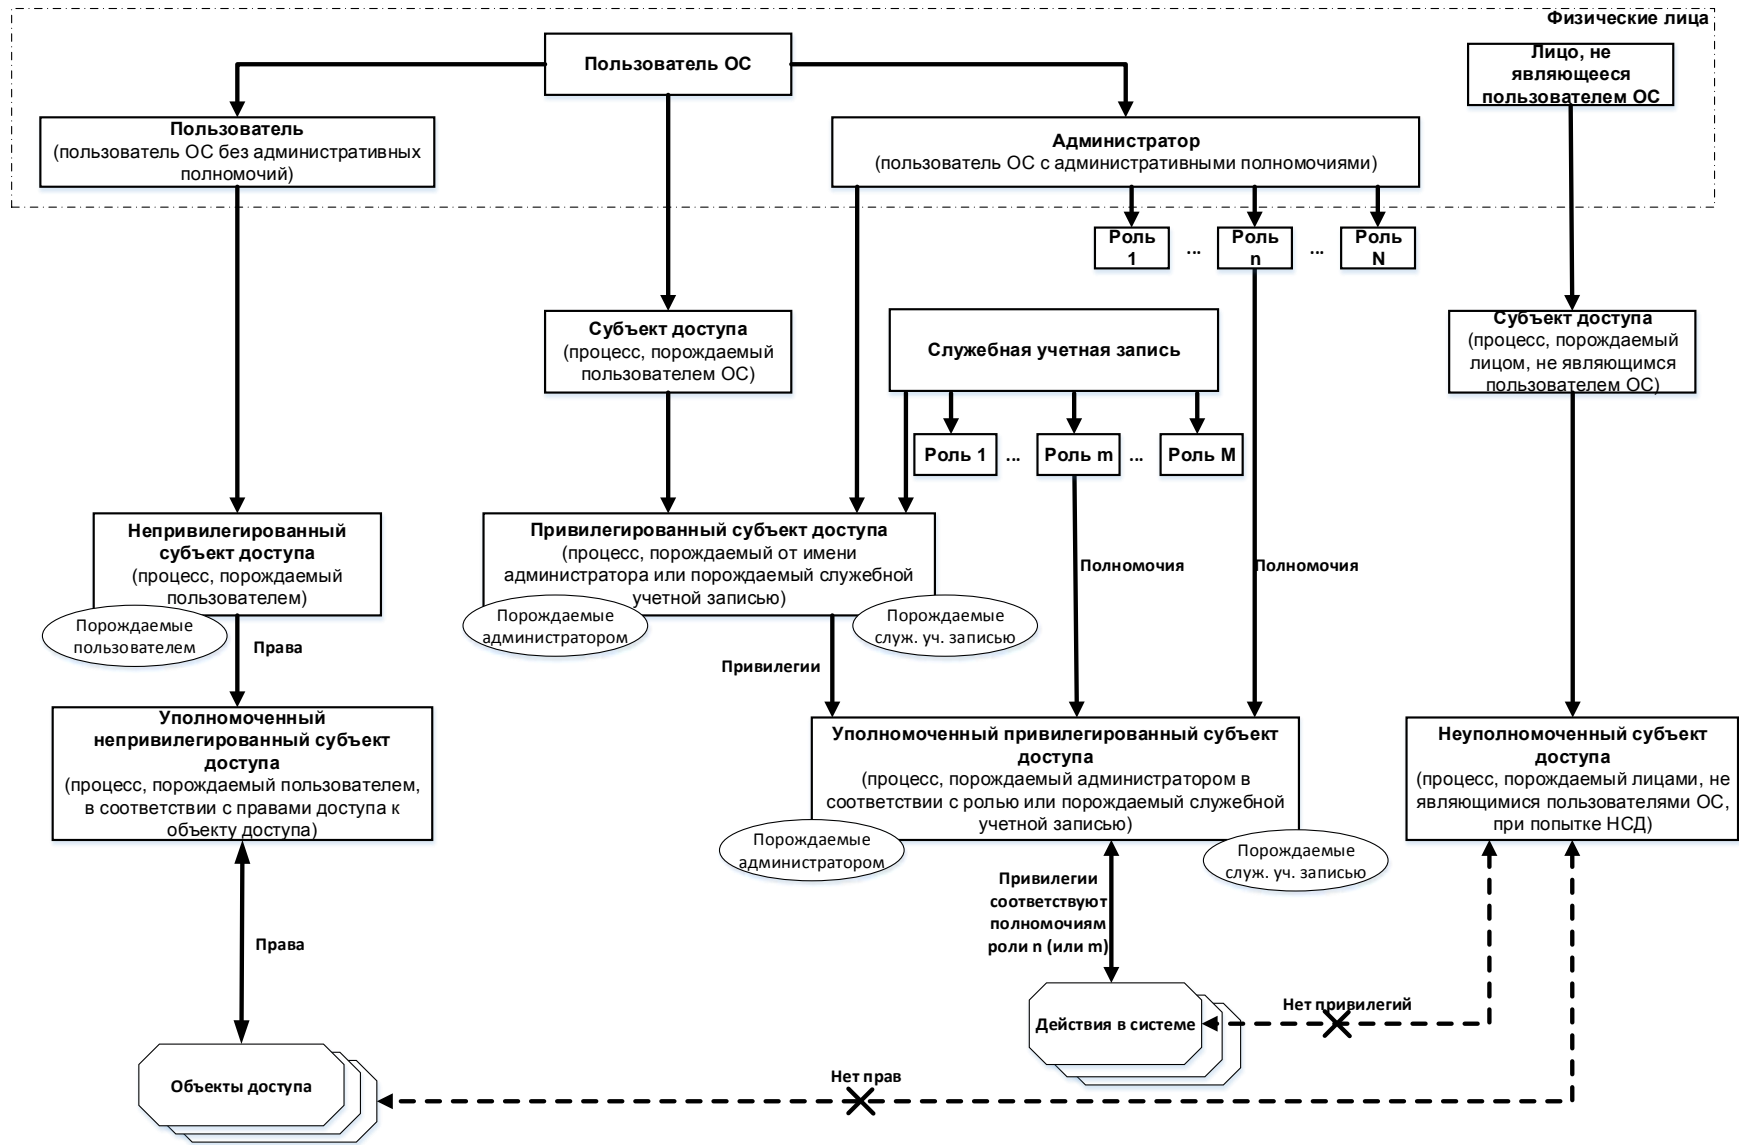 Физические лица
Пользователь ОС
Лицо, не
являющееся
пользователем ОС
Пользователь
(пользователь ОС без административных
полномочий)
Администратор
(пользователь ОС с административными полномочиями)
Роль
1
...
Роль
n
...
Роль
N
Субъект доступа
(процесс, порождаемый
пользователем ОС)
Служебная учетная запись
Субъект доступа
(процесс, порождаемый
лицом, не являющимся
пользователем ОС)
Роль 1
...
Роль m
...
Роль M
Непривилегированный
субъект доступа
(процесс, порождаемый
пользователем)
Привилегированный субъект доступа
(процесс, порождаемый от имени
администратора или порождаемый служебной
учетной записью)
Полномочия
Полномочия
Порождаемые
пользователем
Порождаемые
администратором
Порождаемые
служ. уч. записью
Права
Привилегии
Уполномоченный
непривилегированный субъект
доступа
(процесс, порождаемый пользователем,
в соответствии с правами доступа к
объекту доступа)
Уполномоченный привилегированный субъект
доступа
(процесс, порождаемый администратором в
соответствии с ролью или порождаемый служебной
учетной записью)
Неуполномоченный субъект
доступа
(процесс, порождаемый лицами, не
являющимися пользователями ОС,
при попытке НСД)
Порождаемые
администратором
Порождаемые
служ. уч. записью
Привилегии
соответствуют
полномочиям
роли n (или m)
Права
Нет привилегий
Действия в системе
Нет прав
Объекты доступа